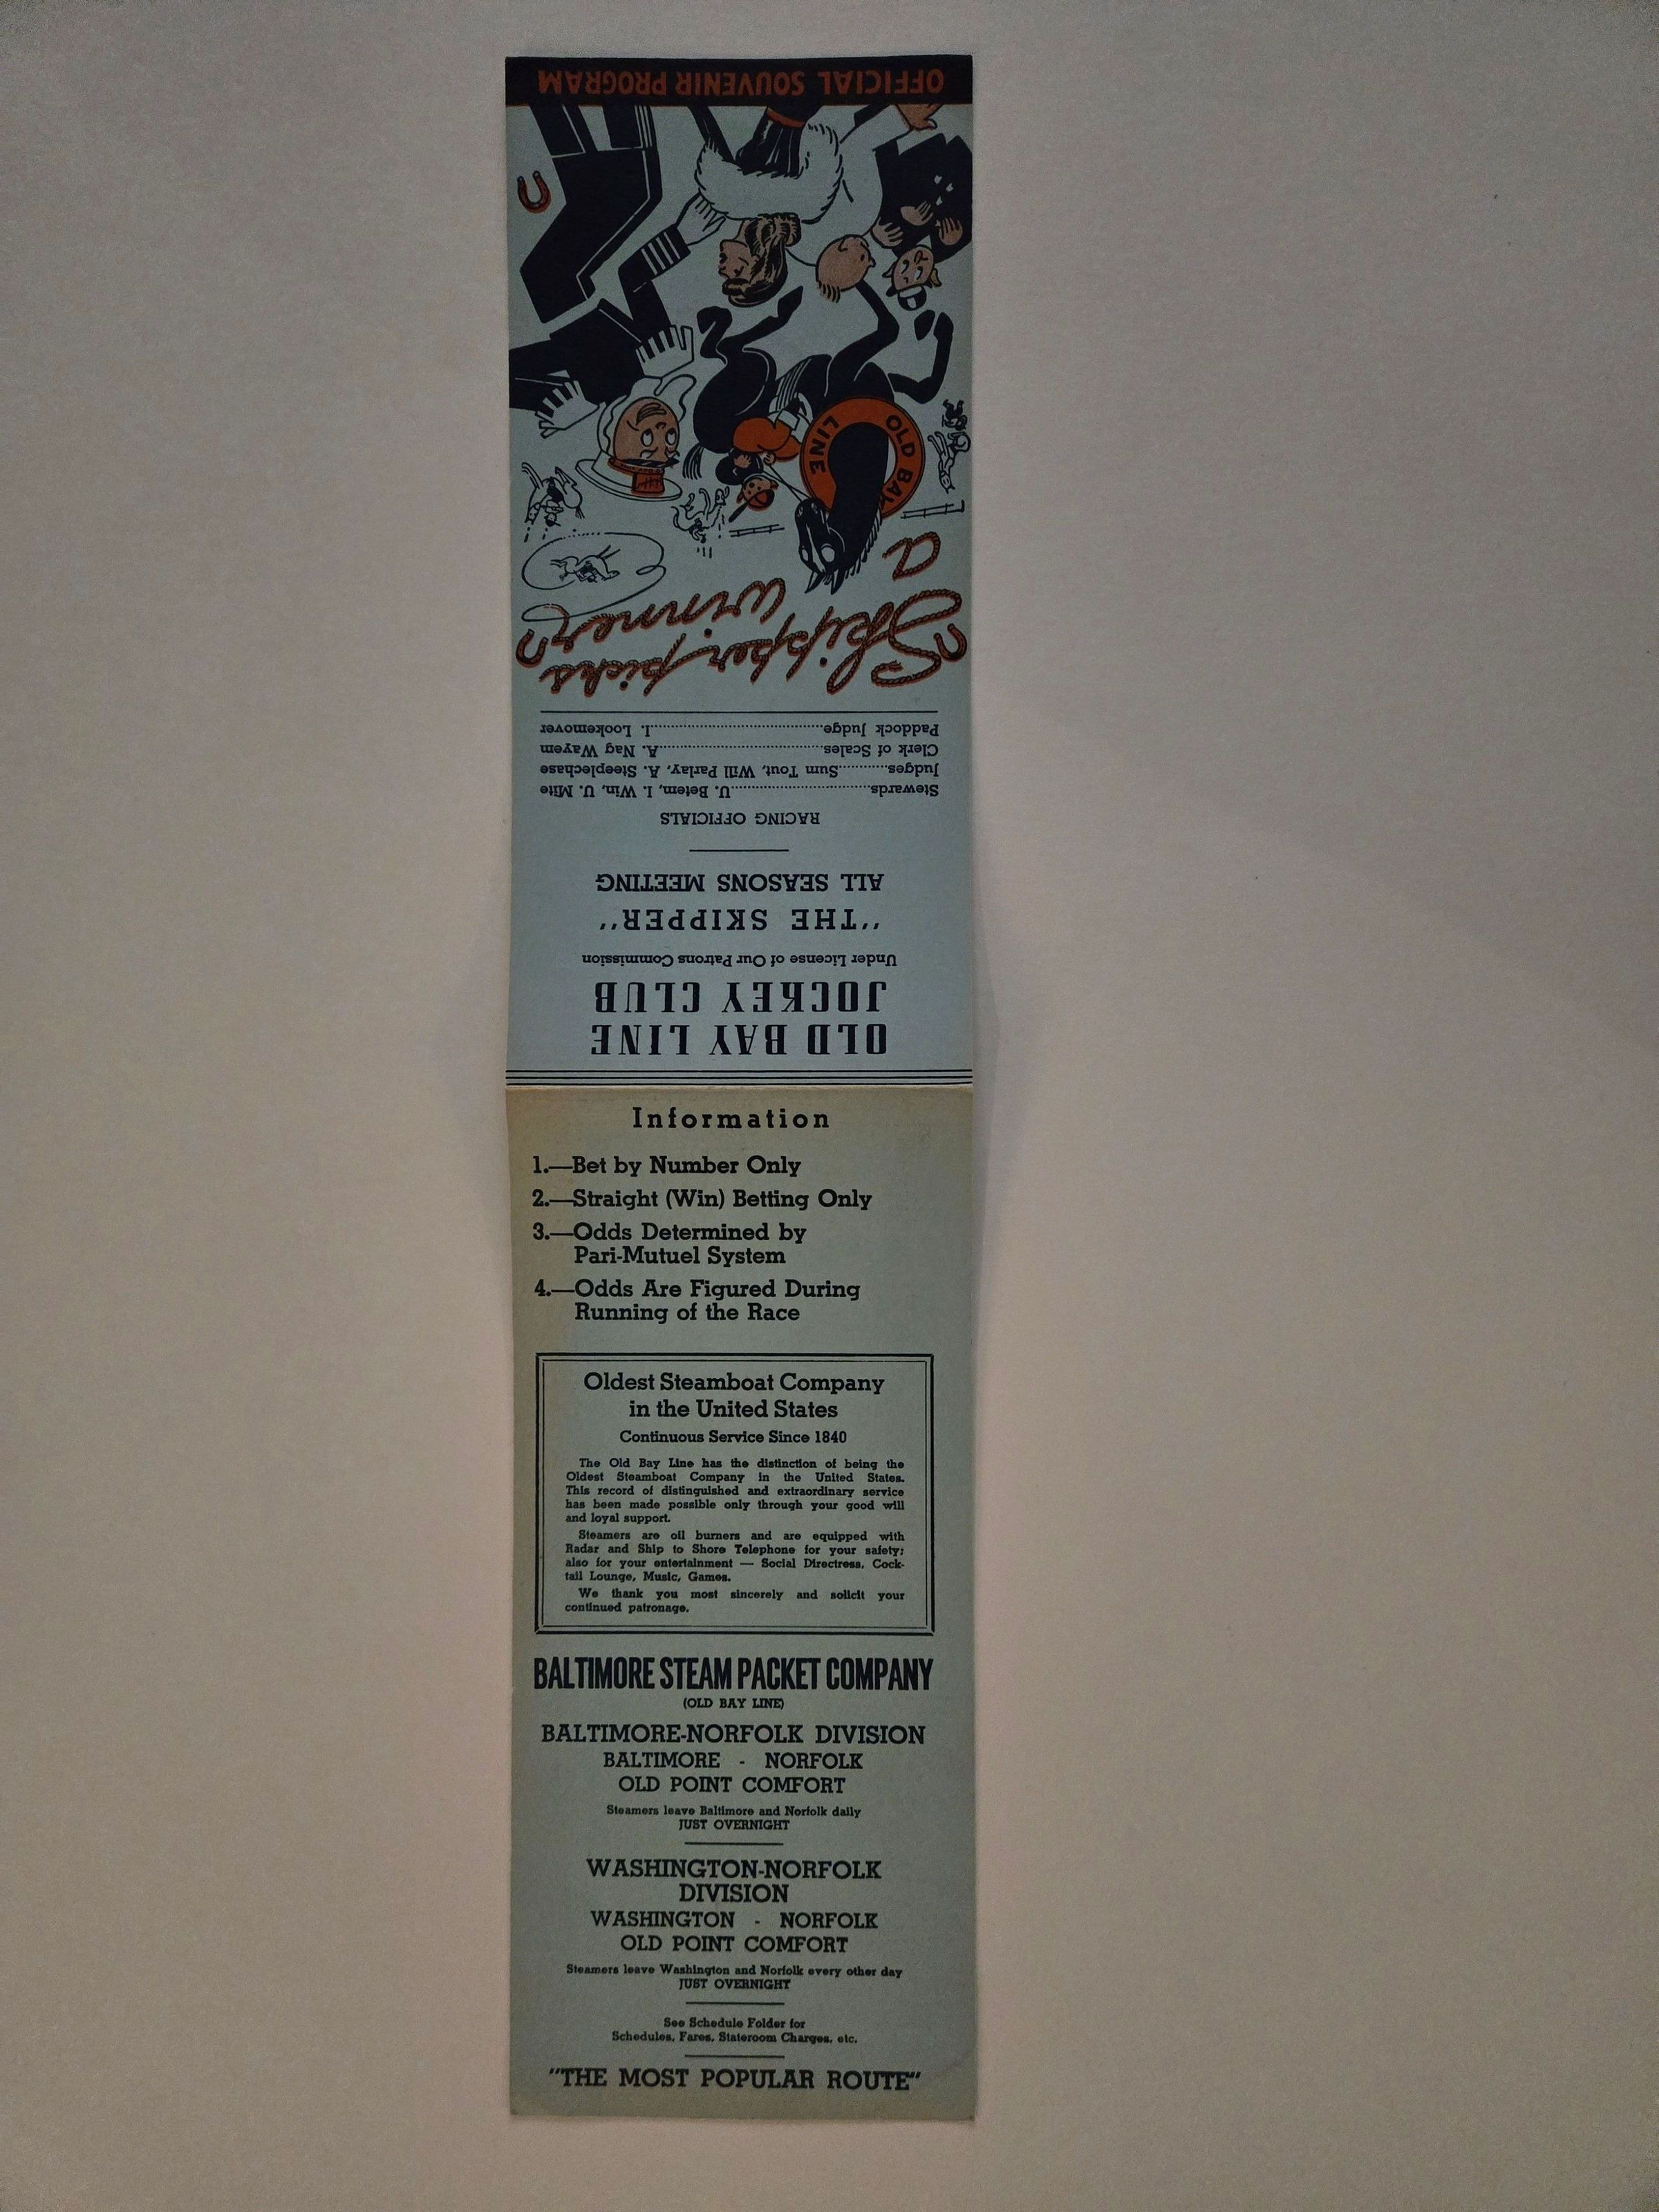 OFFICIAL SOUVENIR PROGRAM
OLD BAY
LINE
Skipper picks
a winner
OLD BAY LINE
JOCKEY CLUB
Under License of Our Patrons Commission
"THE SKIPPER"
ALL SEASONS MEETING
RACING OFFICIALS
Stewards..................................U. Betem, I. Win, U. Mite
Judges............Sum Tout, Will Parlay, A. Steeplechase
Clerk of Scales........................................A. Nag Wayem
Paddock Judge..........................................I. Lookemover
Information
1.—Bet by Number Only
2.—Straight (Win) Betting Only
3.—Odds Determined by
Pari-Mutuel System
4.—Odds Are Figured During
Running of the Race
Oldest Steamboat Company
in the United States
Continuous Service Since 1840
The Old Bay Line has the distinction of being the
Oldest Steamboat Company in the United States.
This record of distinguished and extraordinary service
has been made possible only through your good will
and loyal support.
Steamers are oil burners and are equipped with
Radar and Ship to Shore Telephone for your safety;
also for your entertainment — Social Directress, Cock-
tail Lounge, Music, Games.
We thank you most sincerely and solicit your
continued patronage.
BALTIMORE STEAM PACKET COMPANY
(OLD BAY LINE)
BALTIMORE-NORFOLK DIVISION
BALTIMORE - NORFOLK
OLD POINT COMFORT
Steamers leave Baltimore and Norfolk daily
JUST OVERNIGHT
WASHINGTON-NORFOLK
DIVISION
WASHINGTON - NORFOLK
OLD POINT COMFORT
Steamers leave Washington and Norfolk every other day
JUST OVERNIGHT
See Schedule Folder for
Schedules, Fares, Stateroom Charges, etc.
"THE MOST POPULAR ROUTE"